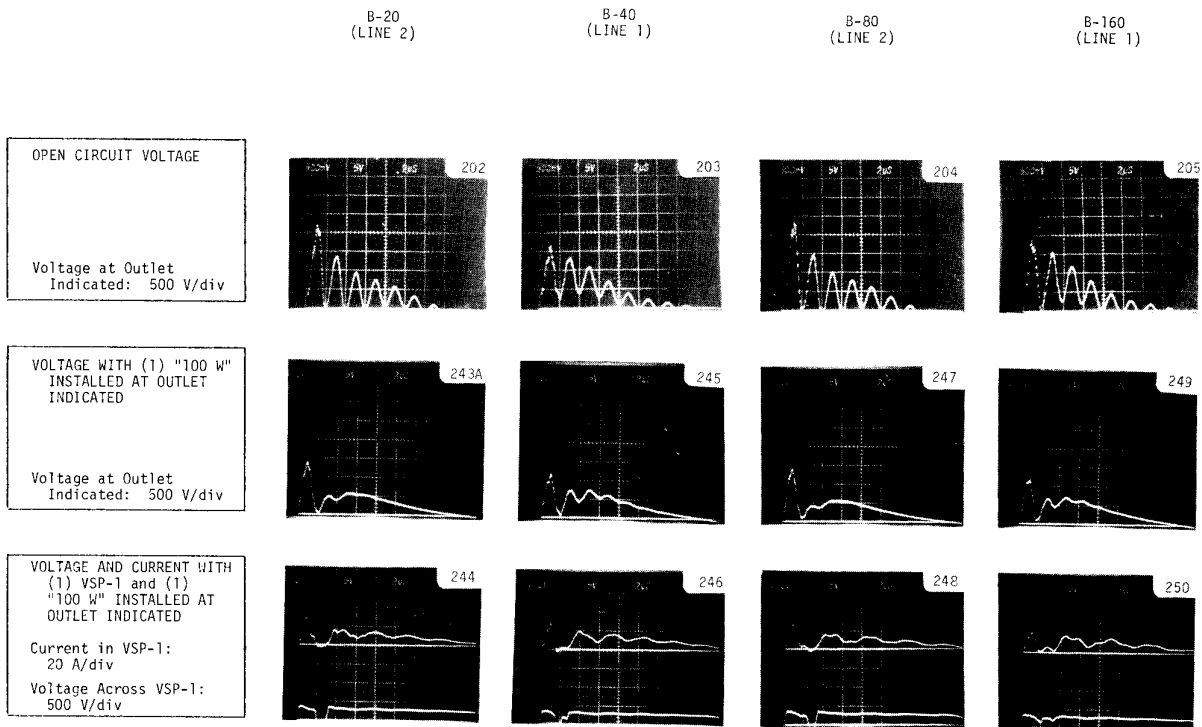 B-20
(LINE 2)
B-40
(LINE 1)
B-80
(LINE 2)
B-160
(LINE 1)
OPEN CIRCUIT VOLTAGE
Voltage at Outlet
Indicated: 500 V/div
202
203
204
205
VOLTAGE WITH (1) "100 W"
INSTALLED AT OUTLET
INDICATED
Voltage at Outlet
Indicated: 500 V/div
243A
245
247
249
VOLTAGE AND CURRENT WITH
(1) VSP-1 and (1)
"100 W" INSTALLED AT
OUTLET INDICATED
Current in VSP-1:
20 A/div
Voltage Across VSP-1:
500 V/div
244
246
248
250